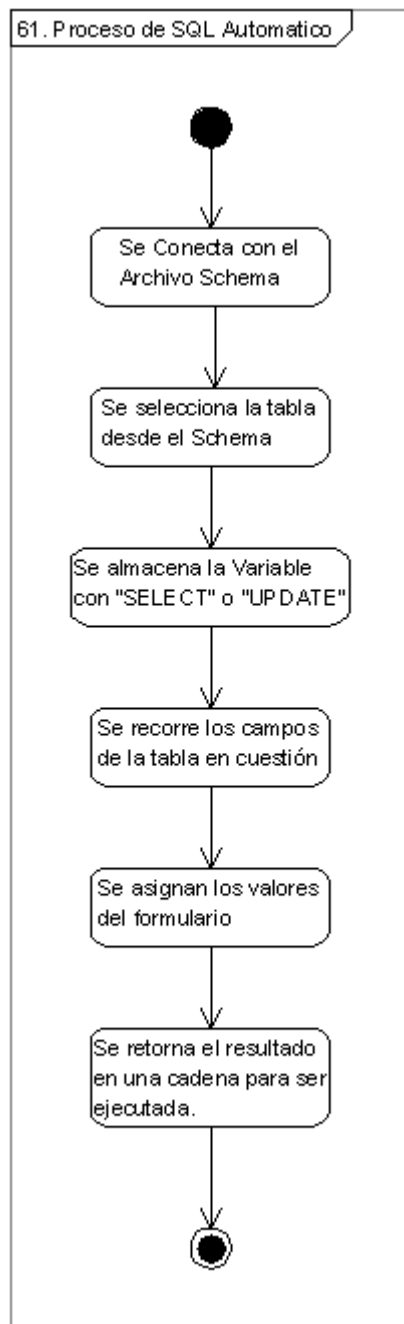 61. Proceso de SQL Automatico
Se Conecta con el
Archivo Schema
Se selecciona la tabla
desde el Schema
Se almacena la Variable
con "SELECT" o "UPDATE"
Se recorre los campos
de la tabla en cuestión
Se asignan los valores
del formulario
Se retorna el resultado
en una cadena para ser
ejecutada.